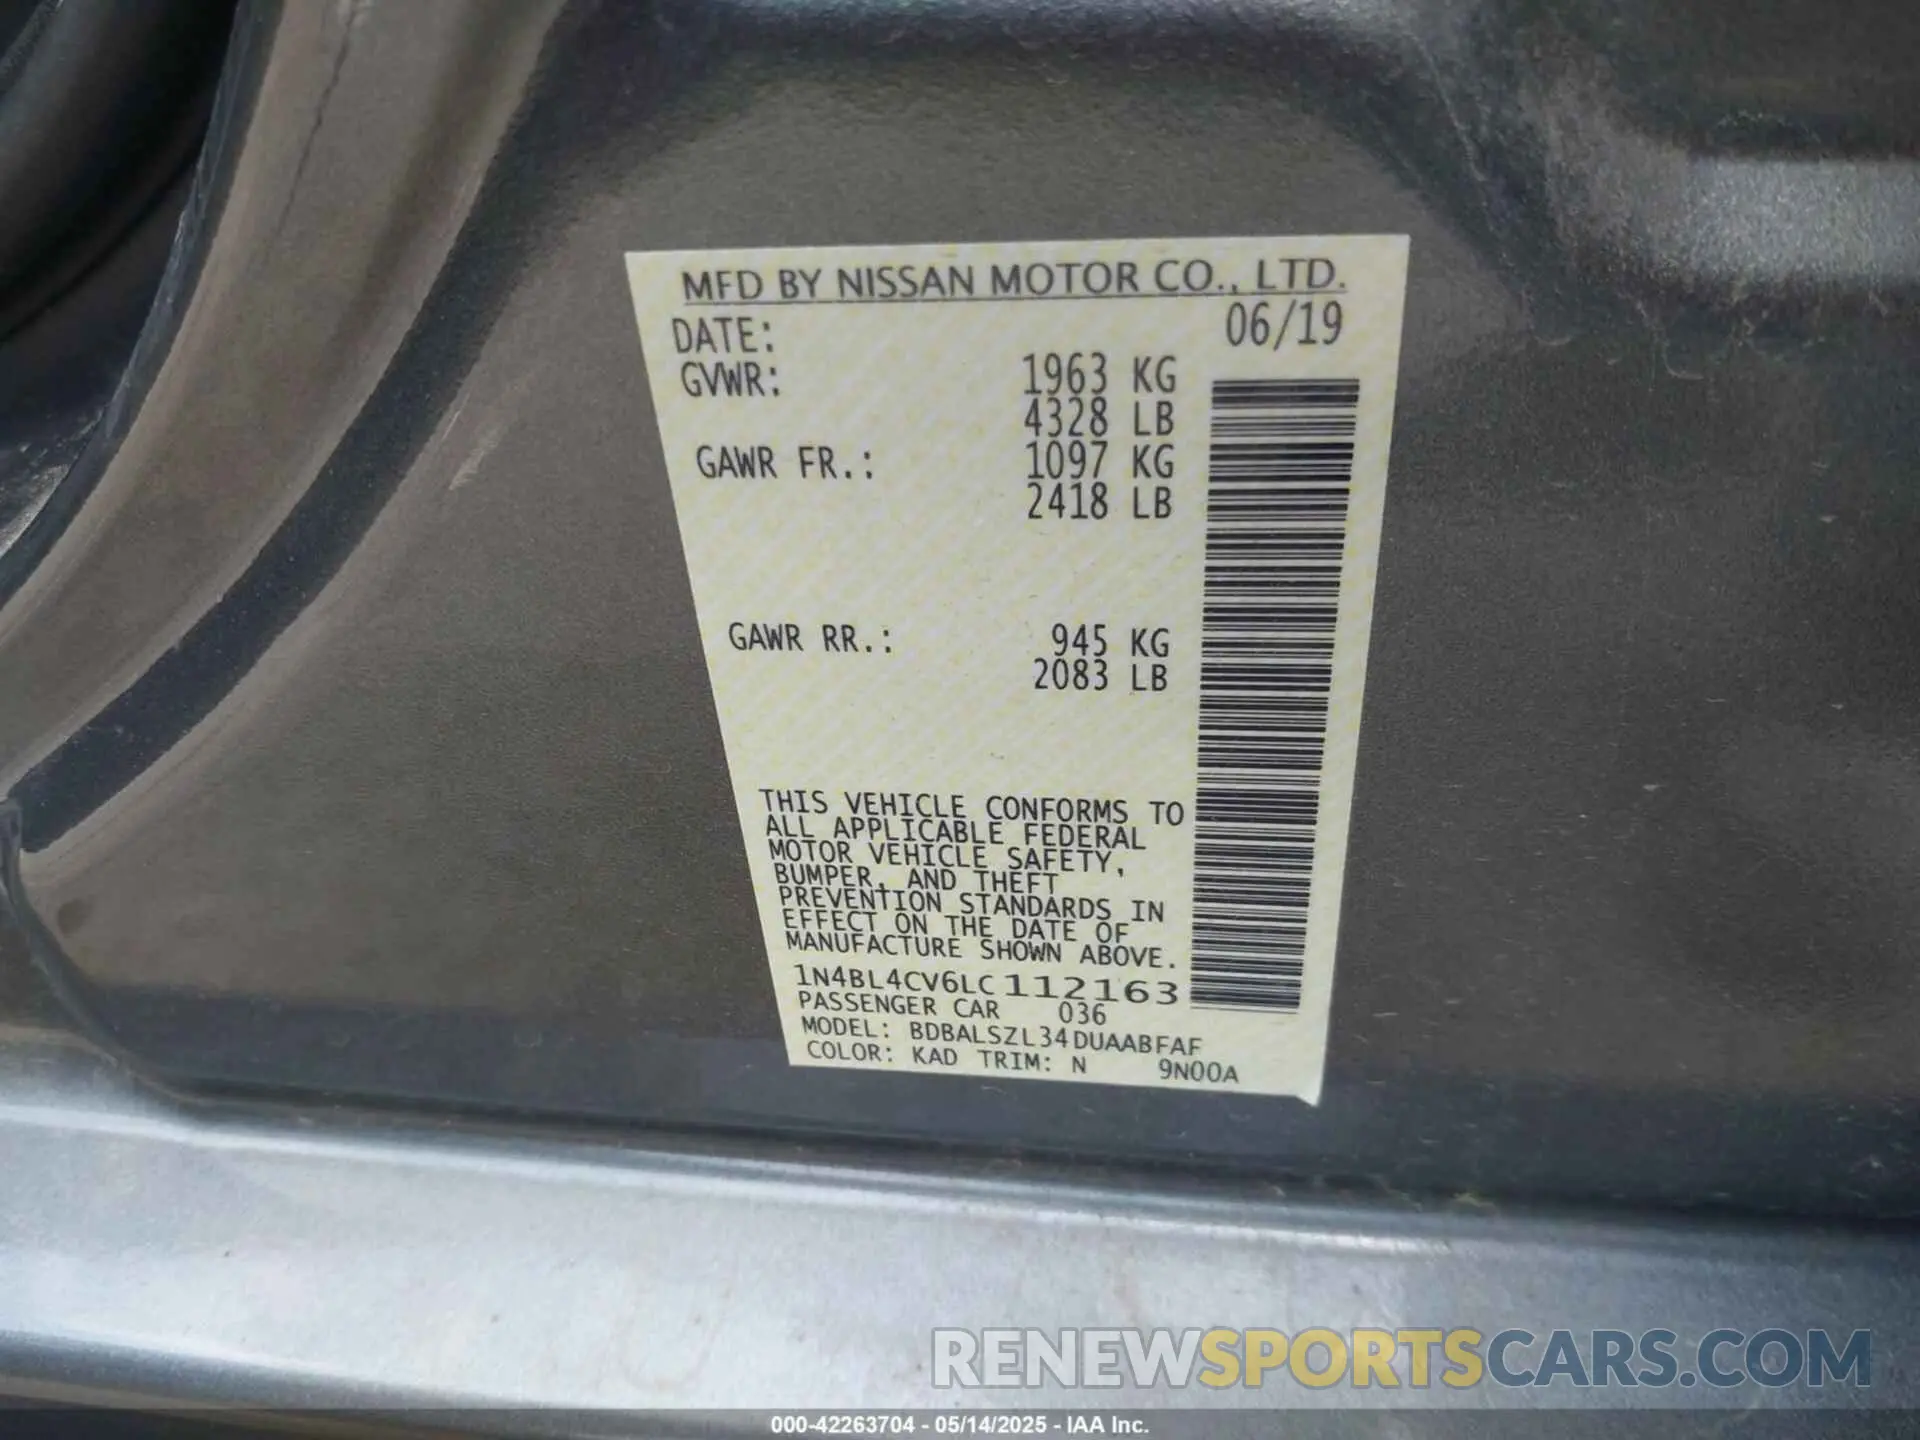 MFD BY NISSAN MOTOR CO., LTD.
DATE: 06/19
GVWR: 1963 KG
4328 LB
GAWR FR.: 1097 KG
2418 LB
GAWR RR.: 945 KG
2083 LB
THIS VEHICLE CONFORMS TO
ALL APPLICABLE FEDERAL
MOTOR VEHICLE SAFETY,
BUMPER, AND THEFT
PREVENTION STANDARDS IN
EFFECT ON THE DATE OF
MANUFACTURE SHOWN ABOVE.
1N4BL4CV6LC112163
PASSENGER CAR 036
MODEL: BDBALSZL34DUAABFAF
COLOR: KAD TRIM: N 9N00A
RENEWSPORTSCARS.COM
000-42263704 - 05/14/2025 - IAA Inc.